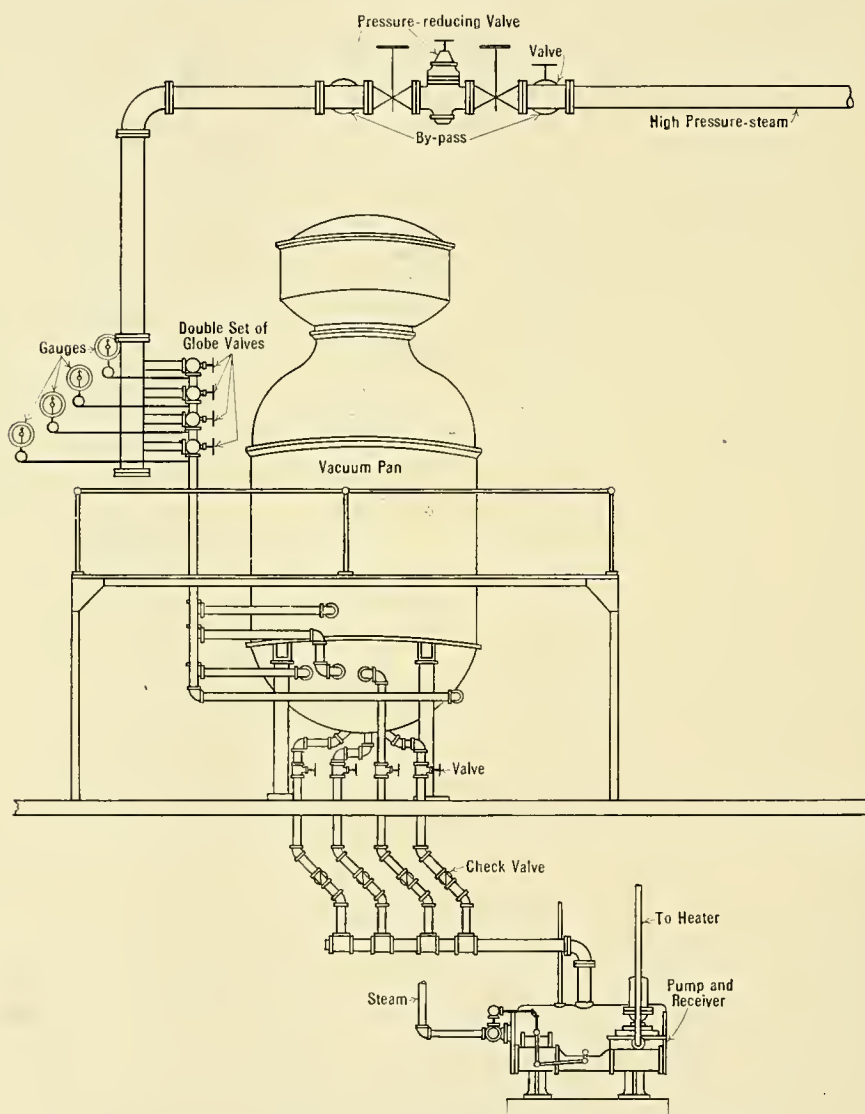 Pressure-reducing Valve
Valve
By-pass
High Pressure-steam
Double Set of
Globe Valves
Gauges
Vacuum Pan
Valve
Check Valve
To Heater
Steam
Pump and
Receiver